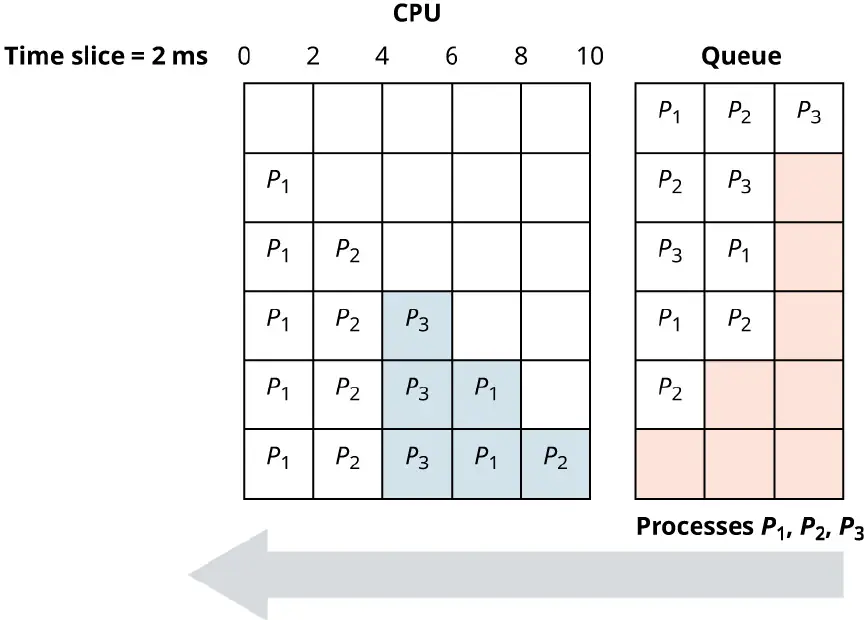 CPU
Time slice = 2 ms 0 2 4 6 8 10 Queue
P1 P2 P3
P1 P2 P3
P1 P2 P3 P1
P1 P2 P3 P1 P2
P1 P2 P3 P1 P2
P1 P2 P3 P1 P2
Processes P1, P2, P3